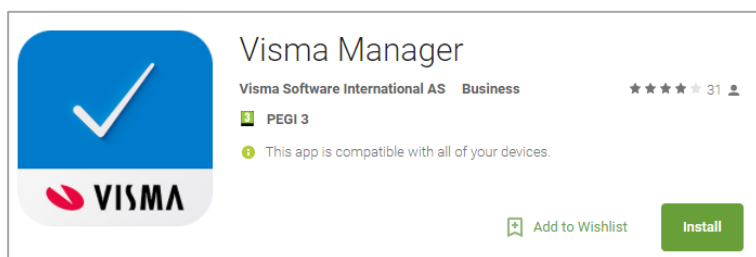 Visma Manager
Visma Software International AS Business
31
3 PEGI 3
This app is compatible with all of your devices.
VISMA
Add to Wishlist
Install